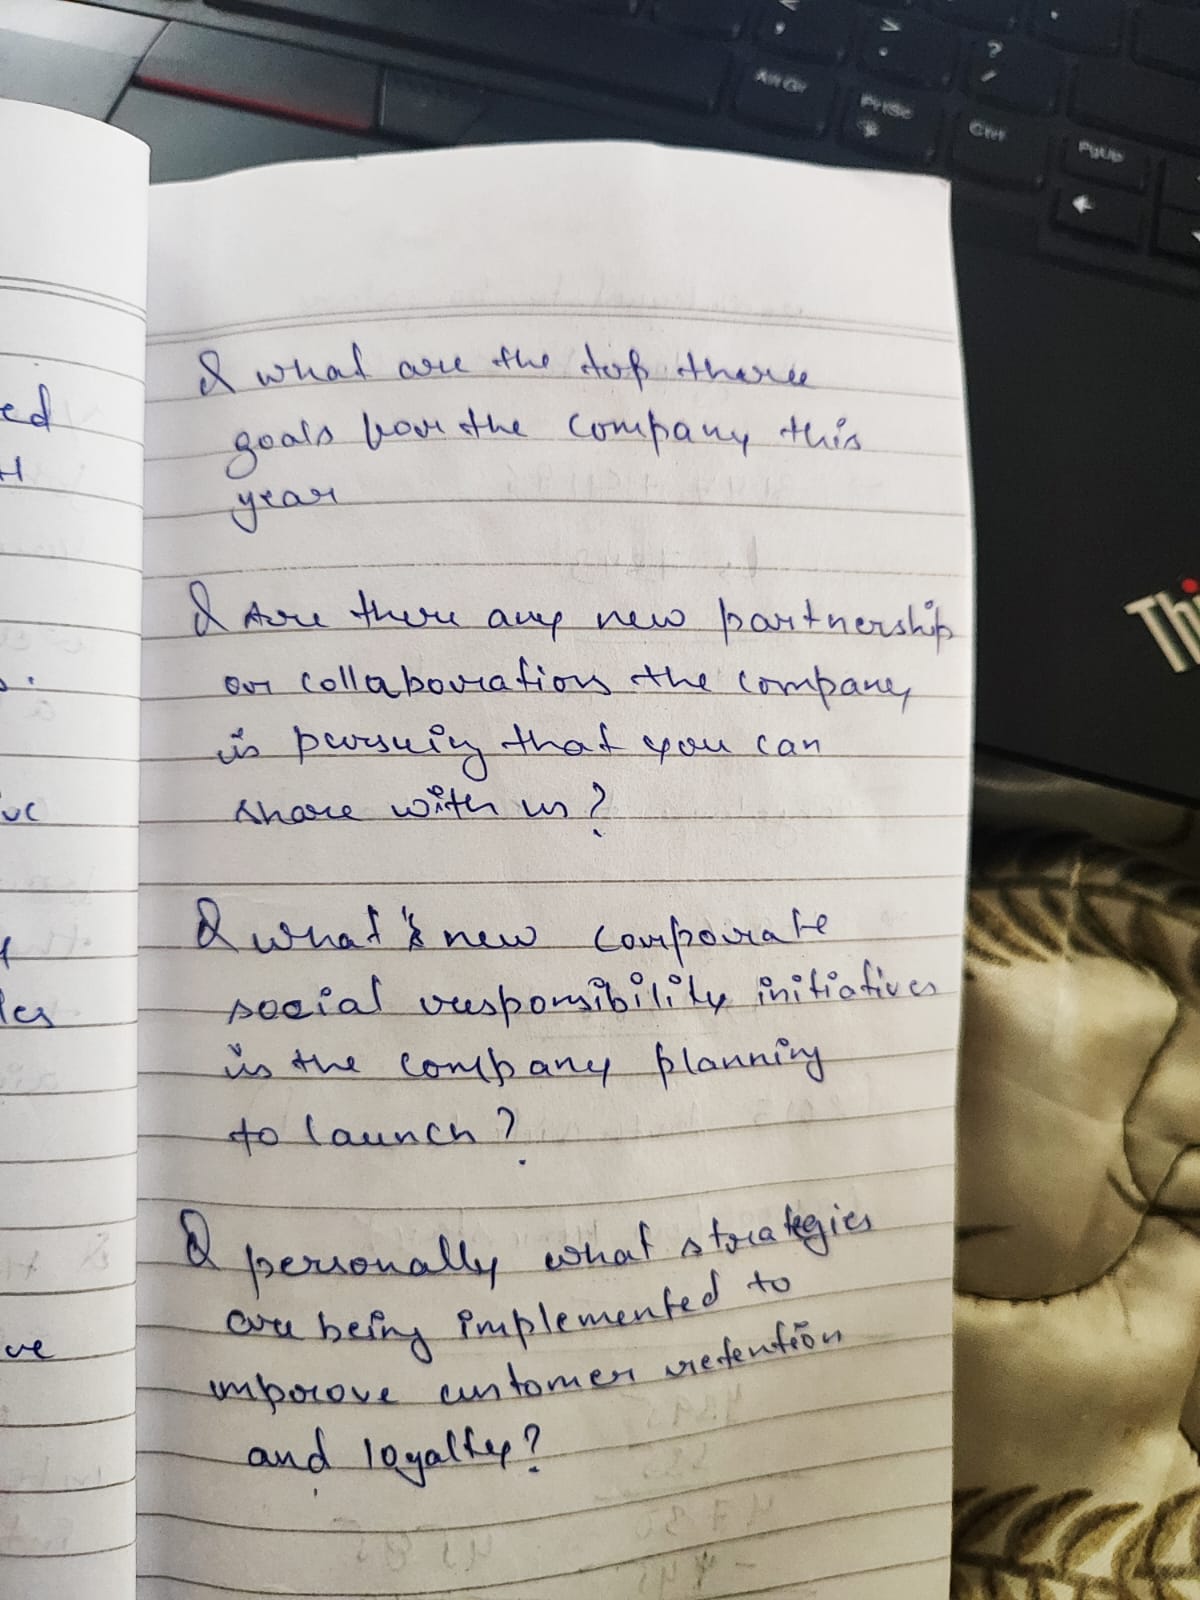 Q what are the top three
goals for the company this
year
Q Are there any new partnership
or collaborations the company
is pursuing that you can
share with us?
Q what's new corporate
social responsibility initiatives
is the company planning
to launch?
Q personally what strategies
are being implemented to
improve customer retention
and loyalty?
ed
les
ve
Alt Gr
PrtSc
Ctrl
PgUp
?
/
Thi